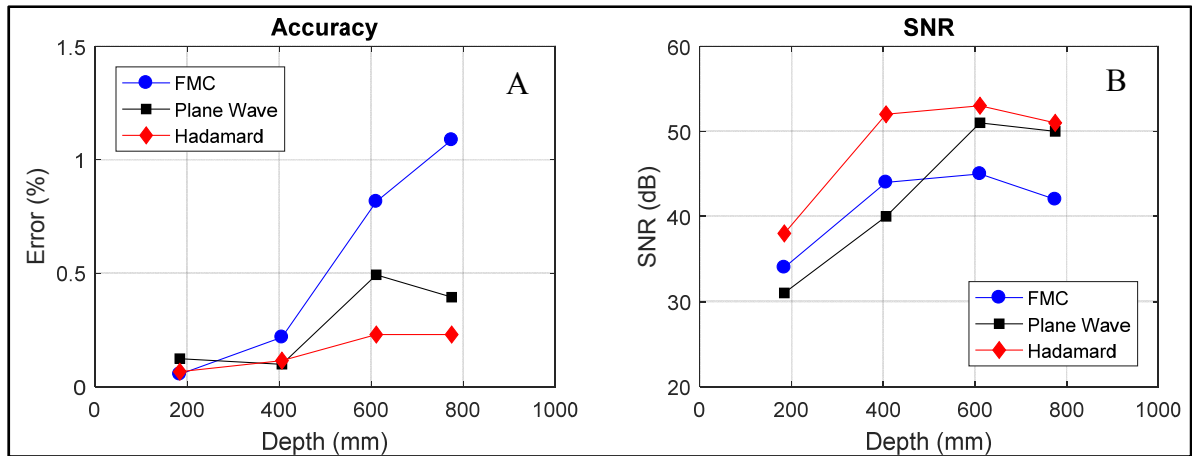 Accuracy
A
FMC
Plane Wave
Hadamard
1.5
1
0.5
0
Error (%)
0 200 400 600 800 1000
Depth (mm)
SNR
B
60
50
40
30
20
SNR (dB)
FMC
Plane Wave
Hadamard
0 200 400 600 800 1000
Depth (mm)